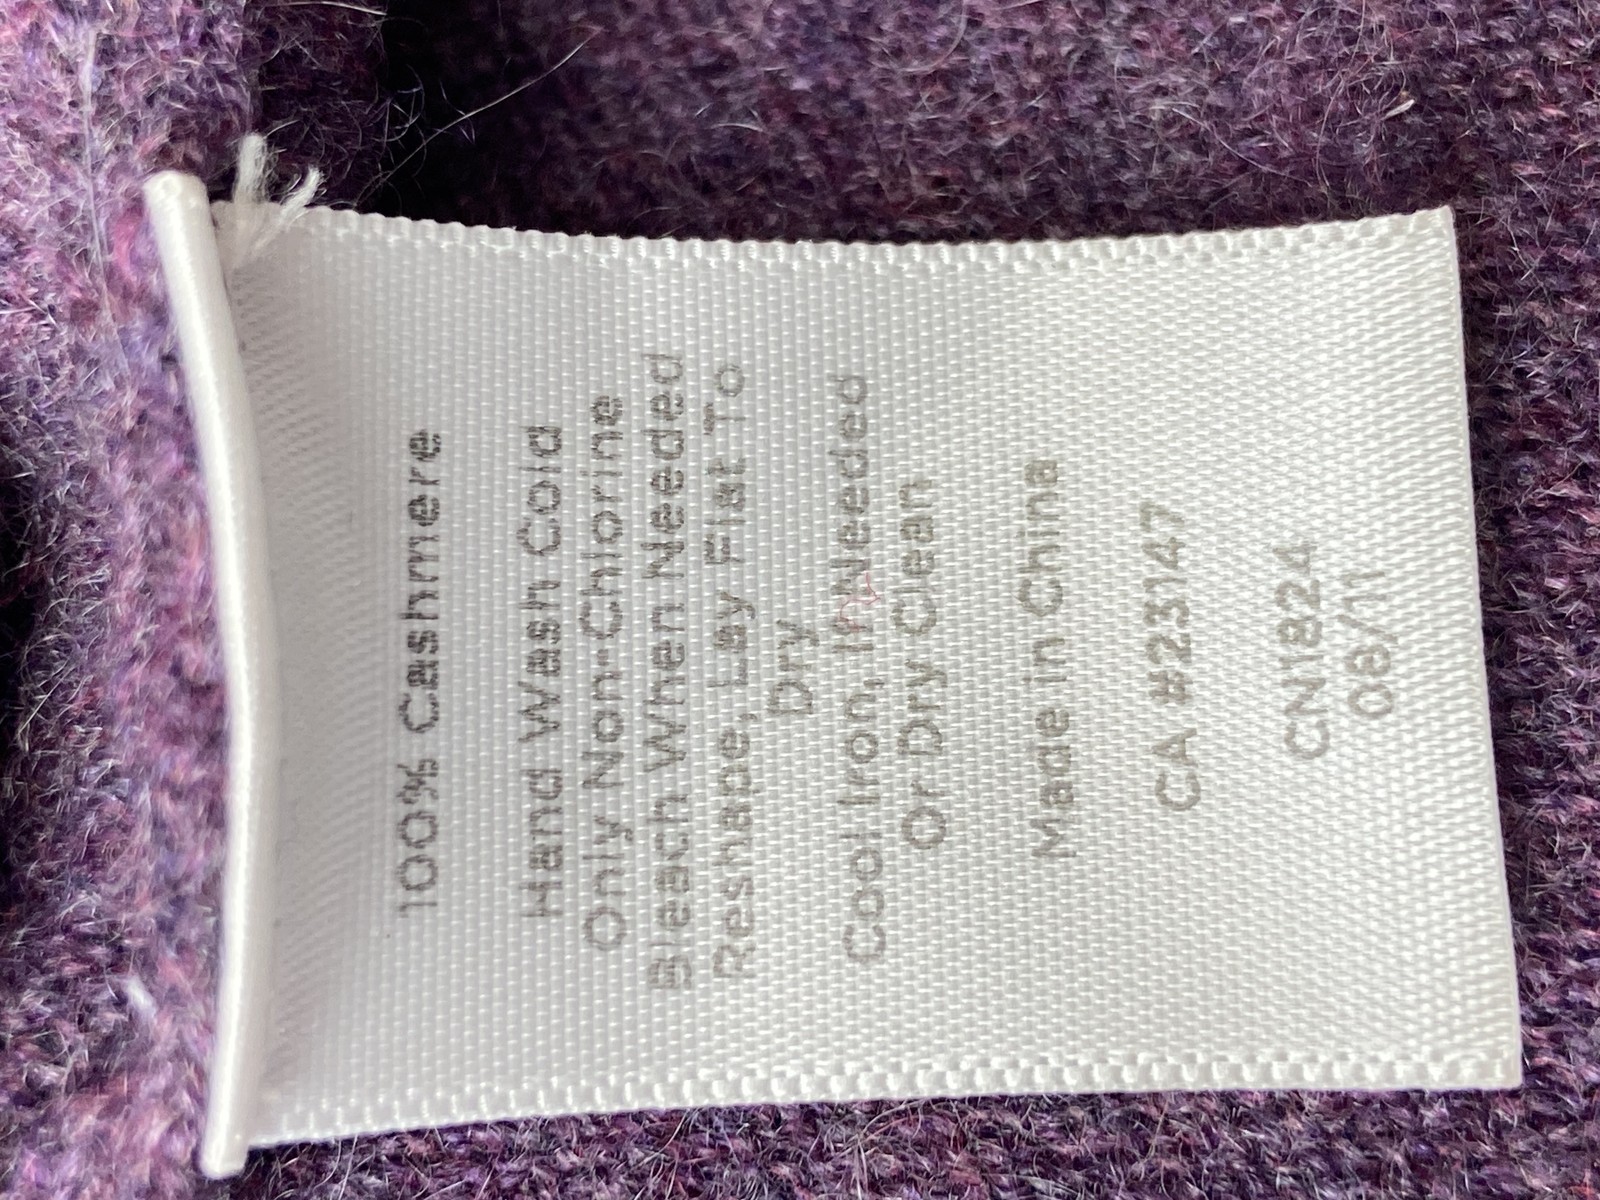 100% Cashmere
Hand Wash Cold
Only Non-Chlorine
Bleach When Needed
Reshape, Lay Flat To
Dry
Cool Iron, If Needed
Or Dry Clean
Made in China
CA #23147
CN1824
08/11